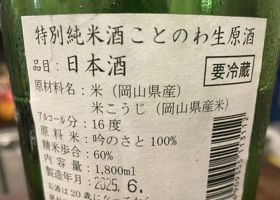 特別純米酒ことのわ生原酒
品目：日本酒
要冷蔵
原材料名：米（岡山県産）
米こうじ（岡山県産米）
アルコール分：16度
原料米：吟のさと100%
精米歩合：60%
内容量：1,800ml
製造年月：2025.6.
お酒は20歳になってから